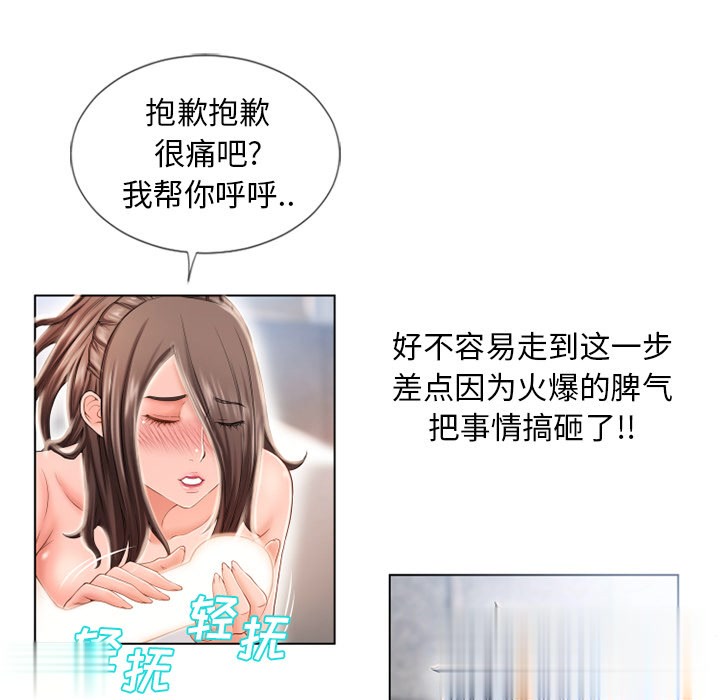 抱歉抱歉
很痛吧?
我帮你呼呼..
好不容易走到这一步
差点因为火爆的脾气
把事情搞砸了!!
轻抚
轻抚